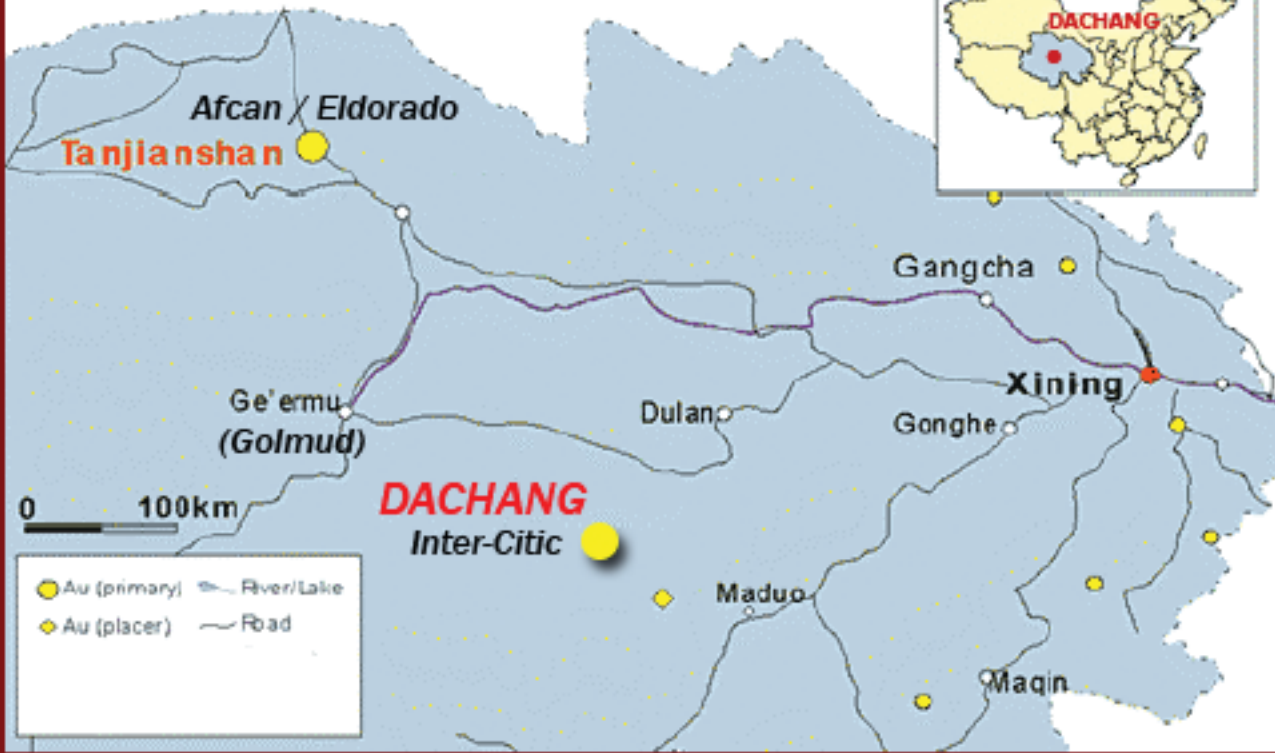 DACHANG
Afcan / Eldorado
Tanjianshan
Gangcha
Xining
Ge'ermu
(Golmud)
Dulan
Gonghe
DACHANG
Inter-Citic
0 100km
Maduo
Maqin
Au (primary) River/Lake
Au (placer) Road